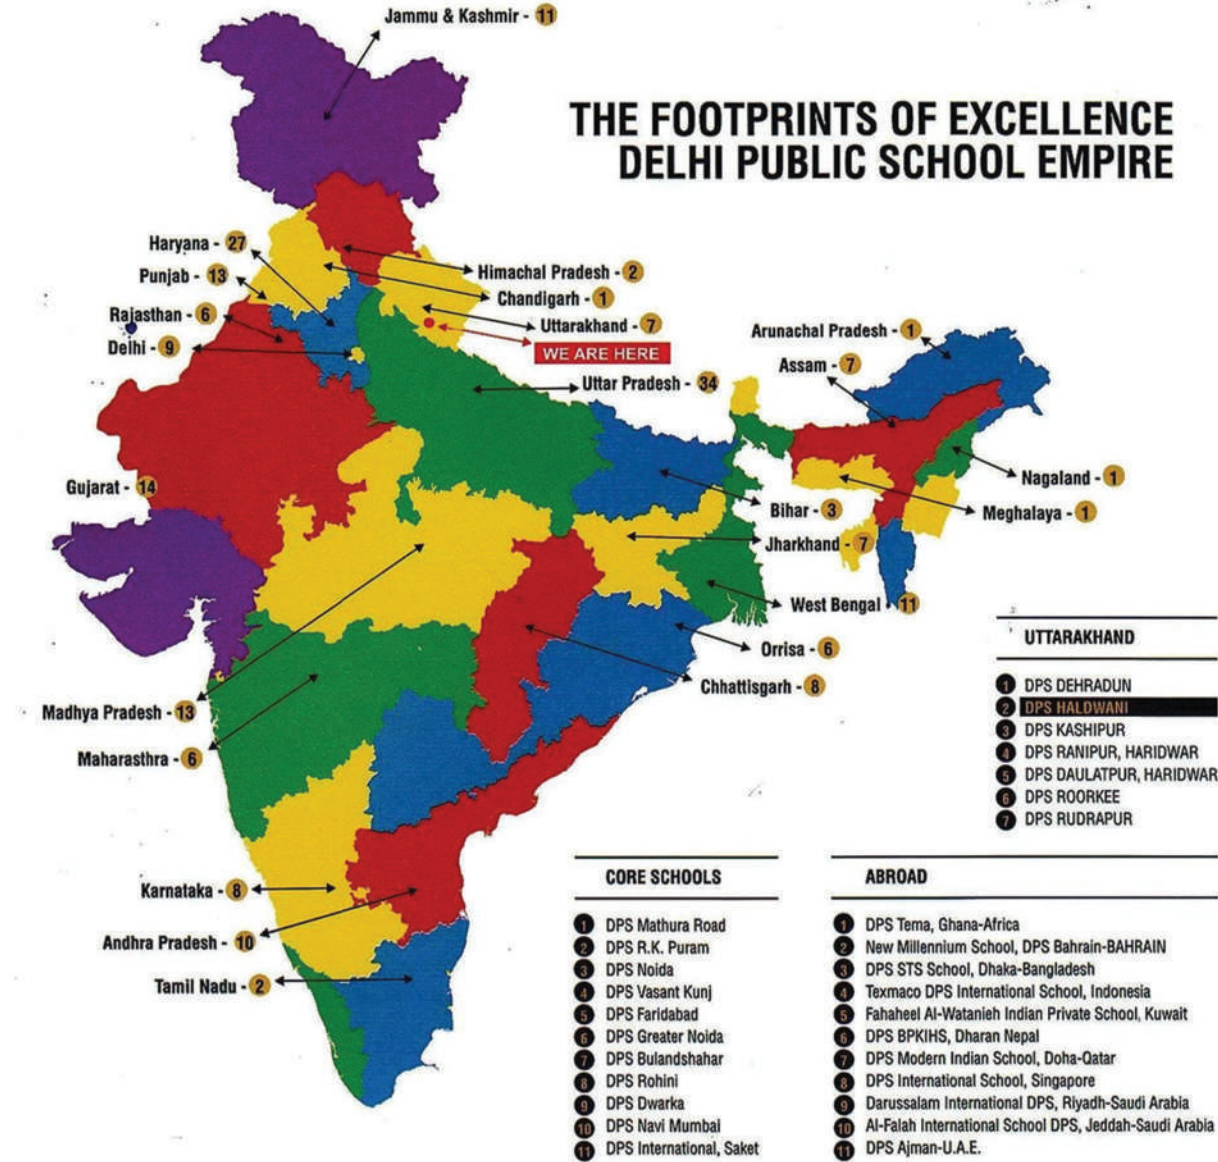 Jammu & Kashmir - 11
THE FOOTPRINTS OF EXCELLENCE
DELHI PUBLIC SCHOOL EMPIRE
Haryana - 27
Punjab - 13
Rajasthan - 6
Delhi - 9
Himachal Pradesh - 2
Chandigarh - 1
Uttarakhand - 7
WE ARE HERE
Uttar Pradesh - 34
Arunachal Pradesh - 1
Assam - 7
Nagaland - 1
Meghalaya - 1
Gujarat - 14
Bihar - 3
Jharkhand - 7
West Bengal - 11
Orrisa - 6
Chhattisgarh - 8
Madhya Pradesh - 13
Maharasthra - 6
Karnataka - 8
Andhra Pradesh - 10
Tamil Nadu - 2
UTTARAKHAND
1 DPS DEHRADUN
2 DPS HALDWANI
3 DPS KASHIPUR
4 DPS RANIPUR, HARIDWAR
5 DPS DAULATPUR, HARIDWAR
6 DPS ROORKEE
7 DPS RUDRAPUR
CORE SCHOOLS
1 DPS Mathura Road
2 DPS R.K. Puram
3 DPS Noida
4 DPS Vasant Kunj
5 DPS Faridabad
6 DPS Greater Noida
7 DPS Bulandshahar
8 DPS Rohini
9 DPS Dwarka
10 DPS Navi Mumbai
11 DPS International, Saket
ABROAD
1 DPS Tema, Ghana-Africa
2 New Millennium School, DPS Bahrain-BAHRAIN
3 DPS STS School, Dhaka-Bangladesh
4 Texmaco DPS International School, Indonesia
5 Fahaheel Al-Watanieh Indian Private School, Kuwait
6 DPS BPKIHS, Dharan Nepal
7 DPS Modern Indian School, Doha-Qatar
8 DPS International School, Singapore
9 Darussalam International DPS, Riyadh-Saudi Arabia
10 Al-Falah International School DPS, Jeddah-Saudi Arabia
11 DPS Ajman-U.A.E.